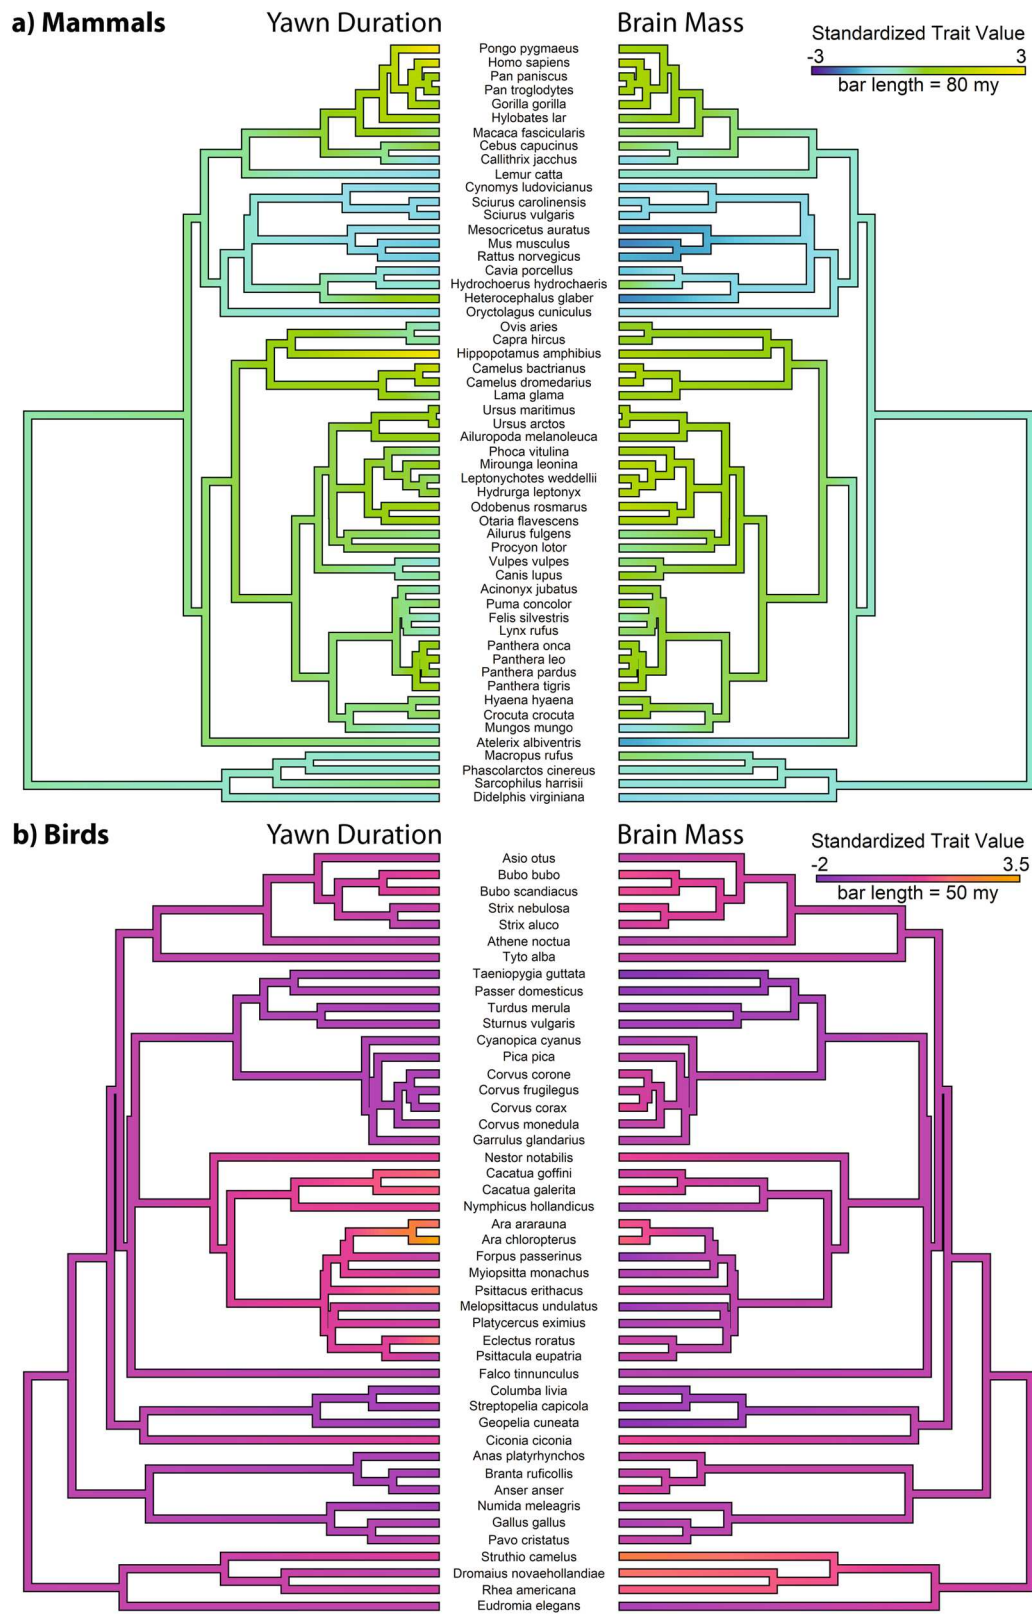 a) Mammals
Yawn Duration
Brain Mass
Standardized Trait Value
-3
3
bar length = 80 my
Pongo pygmaeus
Homo sapiens
Pan paniscus
Pan troglodytes
Gorilla gorilla
Hylobates lar
Macaca fascicularis
Cebus capucinus
Callithrix jacchus
Lemur catta
Cynomys ludovicianus
Sciurus carolinensis
Sciurus vulgaris
Mesocricetus auratus
Mus musculus
Rattus norvegicus
Cavia porcellus
Hydrochoerus hydrochaeris
Heterocephalus glaber
Oryctolagus cuniculus
Ovis aries
Capra hircus
Hippopotamus amphibius
Camelus bactrianus
Camelus dromedarius
Lama glama
Ursus maritimus
Ursus arctos
Ailuropoda melanoleuca
Phoca vitulina
Mirounga leonina
Leptonychotes weddellii
Hydrurga leptonyx
Odobenus rosmarus
Otaria flavescens
Ailurus fulgens
Procyon lotor
Vulpes vulpes
Canis lupus
Acinonyx jubatus
Puma concolor
Felis silvestris
Lynx rufus
Panthera onca
Panthera leo
Panthera pardus
Panthera tigris
Hyaena hyaena
Crocuta crocuta
Mungos mungo
Atelerix albiventris
Macropus rufus
Phascolarctos cinereus
Sarcophilus harrisii
Didelphis virginiana
b) Birds
Yawn Duration
Brain Mass
Standardized Trait Value
-2
3.5
bar length = 50 my
Asio otus
Bubo bubo
Bubo scandiacus
Strix nebulosa
Strix aluco
Athene noctua
Tyto alba
Taeniopygia guttata
Passer domesticus
Turdus merula
Sturnus vulgaris
Cyanopica cyanus
Pica pica
Corvus corone
Corvus frugilegus
Corvus corax
Corvus monedula
Garrulus glandarius
Nestor notabilis
Cacatua goffini
Cacatua galerita
Nymphicus hollandicus
Ara ararauna
Ara chloropterus
Forpus passerinus
Myiopsitta monachus
Psittacus erithacus
Melopsittacus undulatus
Platycercus eximius
Eclectus roratus
Psittacula eupatria
Falco tinnunculus
Columba livia
Streptopelia capicola
Geopelia cuneata
Ciconia ciconia
Anas platyrhynchos
Branta ruficollis
Anser anser
Numida meleagris
Gallus gallus
Pavo cristatus
Struthio camelus
Dromaius novaehollandiae
Rhea americana
Eudromia elegans